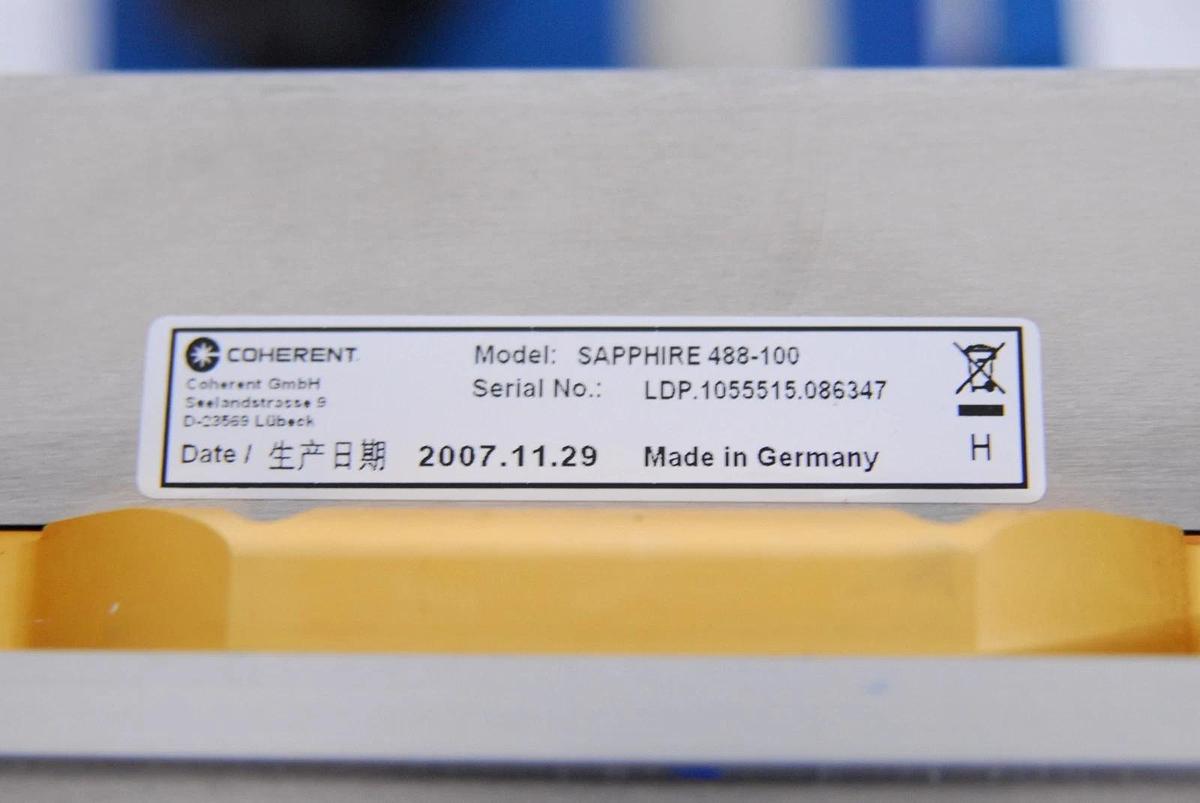 COHERENT
Coherent GmbH
Seelandstrasse 9
D-23569 Lübeck
Model: SAPPHIRE 488-100
Serial No.: LDP.1055515.086347
Date / 生产日期 2007.11.29 Made in Germany
H